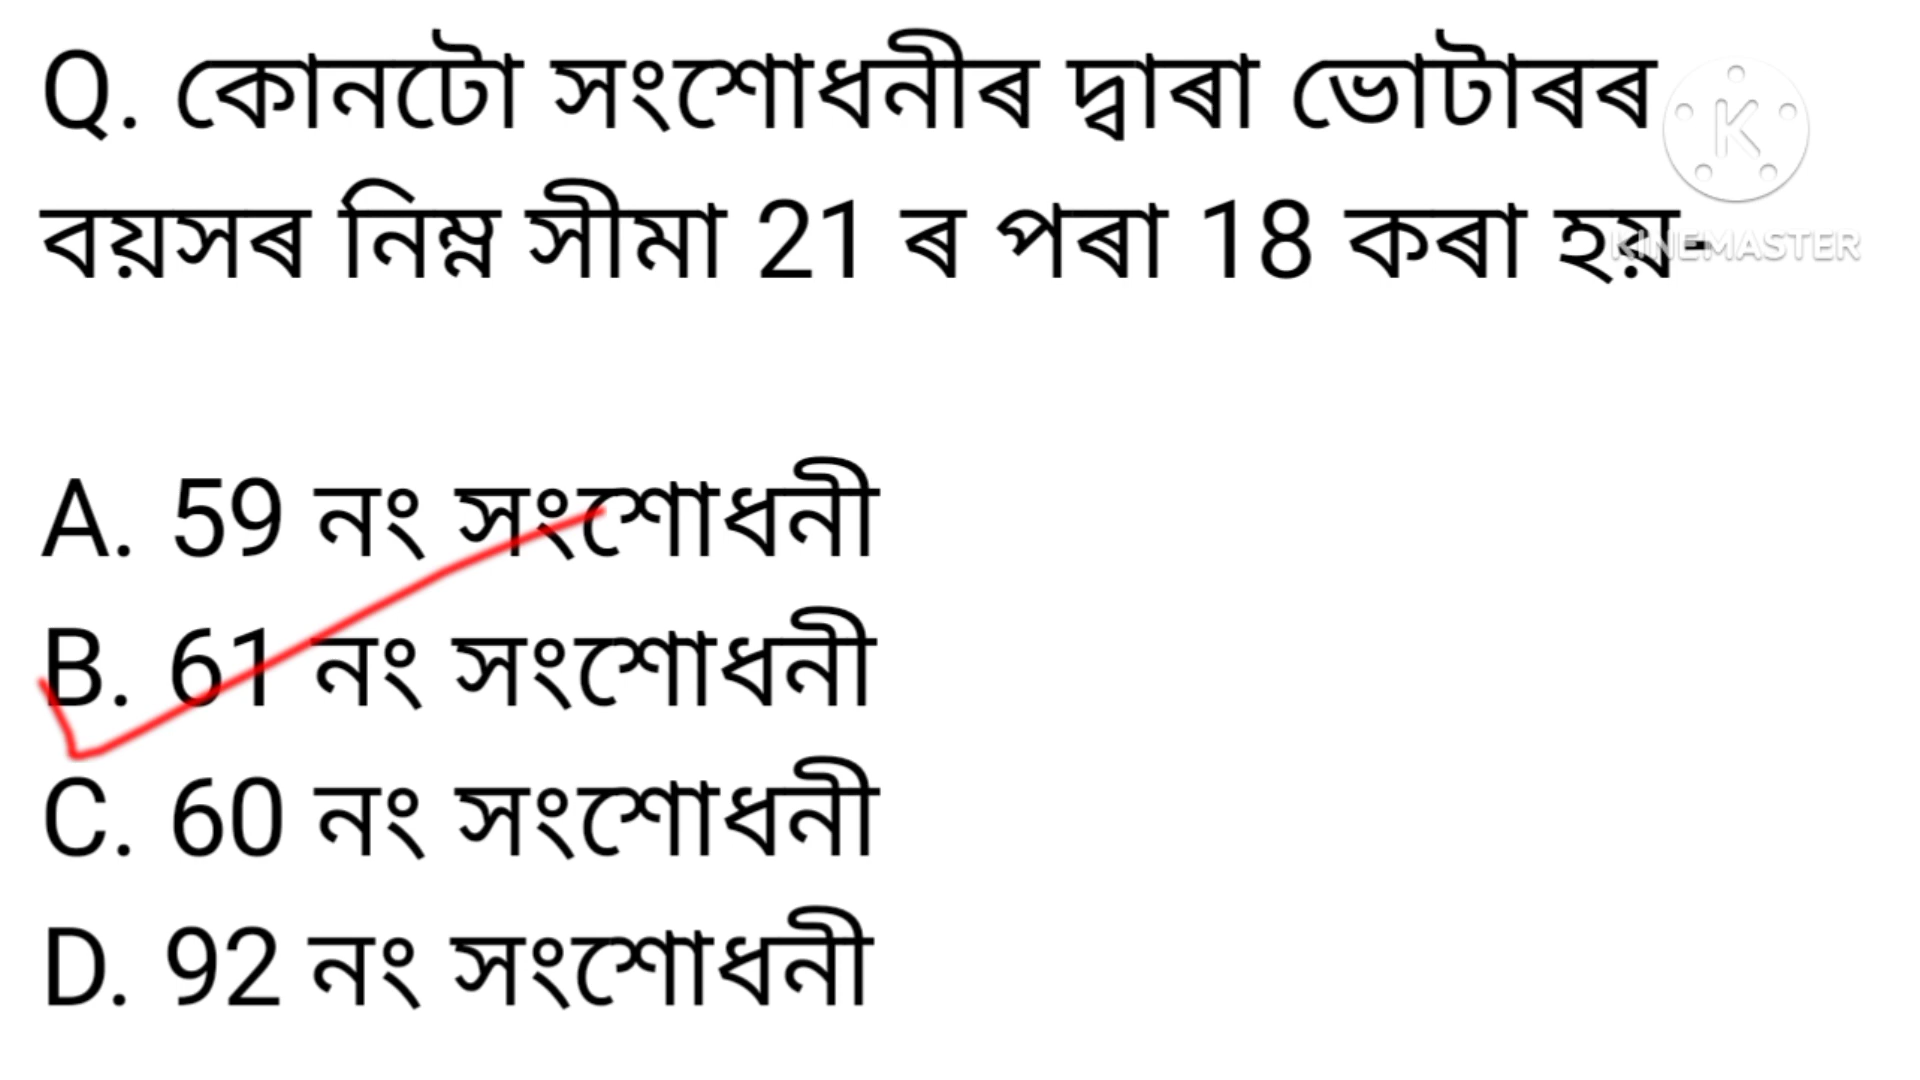 Q. কোনটো সংশোধনীৰ দ্বাৰা ভোটাৰৰ
বয়সৰ নিম্ন সীমা 21 ৰ পৰা 18 কৰা হয়-
K
KINEMASTER
A. 59 নং সংশোধনী
B. 61 নং সংশোধনী
C. 60 নং সংশোধনী
D. 92 নং সংশোধনী